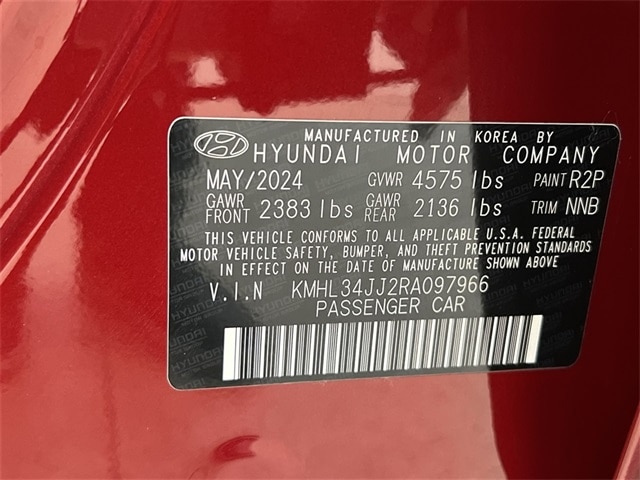 MANUFACTURED IN KOREA BY
HYUNDAI MOTOR COMPANY
MAY/2024 GVWR 4575 lbs PAINT R2P
GAWR FRONT 2383 lbs GAWR REAR 2136 lbs TRIM NNB
THIS VEHICLE CONFORMS TO ALL APPLICABLE U.S.A. FEDERAL
MOTOR VEHICLE SAFETY, BUMPER, AND THEFT PREVENTION STANDARDS
IN EFFECT ON THE DATE OF MANUFACTURE SHOWN ABOVE
V.I.N KMHL34JJ2RA097966
PASSENGER CAR